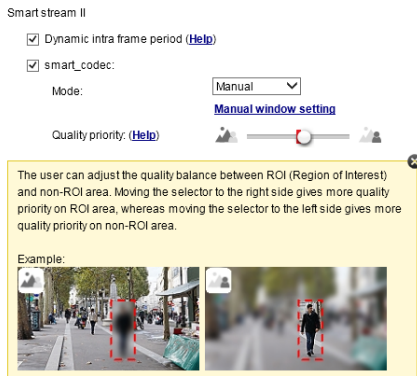 Smart stream II
Dynamic intra frame period (Help)
smart_codec:
Mode:
Manual
Manual window setting
Quality priority: (Help)
The user can adjust the quality balance between ROI (Region of Interest)
and non-ROI area. Moving the selector to the right side gives more quality
priority on ROI area, whereas moving the selector to the left side gives more
quality priority on non-ROI area.
Example: